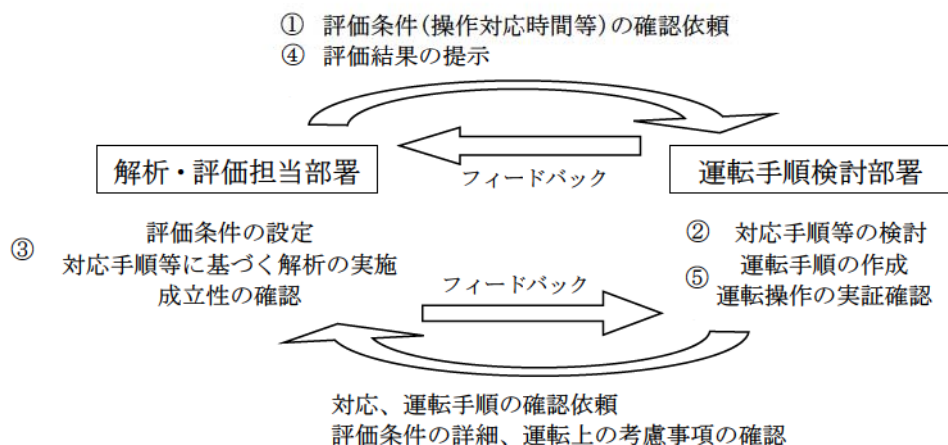 ① 評価条件(操作対応時間等)の確認依頼
④ 評価結果の提示
解析・評価担当部署
フィードバック
運転手順検討部署
③
評価条件の設定
対応手順等に基づく解析の実施
成立性の確認
② 対応手順等の検討
⑤
運転手順の作成
運転操作の実証確認
フィードバック
対応、運転手順の確認依頼
評価条件の詳細、運転上の考慮事項の確認